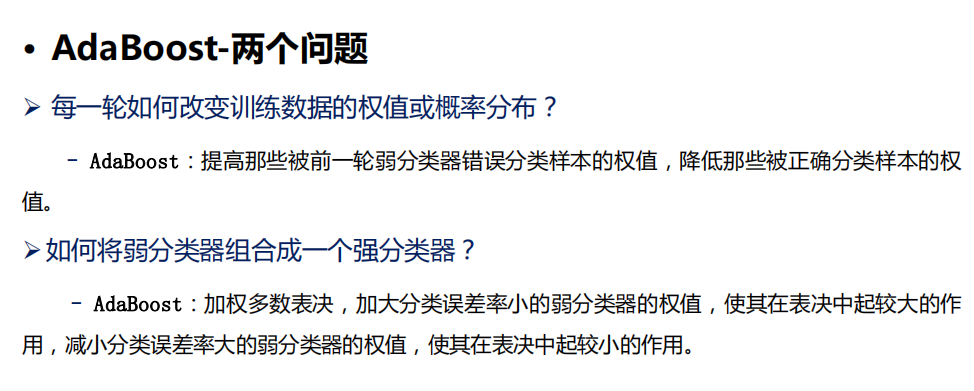 • AdaBoost-两个问题
➢ 每一轮如何改变训练数据的权值或概率分布？
– AdaBoost：提高那些被前一轮弱分类器错误分类样本的权值，降低那些被正确分类样本的权
值。
➢如何将弱分类器组合成一个强分类器？
– AdaBoost：加权多数表决，加大分类误差率小的弱分类器的权值，使其在表决中起较大的作
用，减小分类误差率大的弱分类器的权值，使其在表决中起较小的作用。